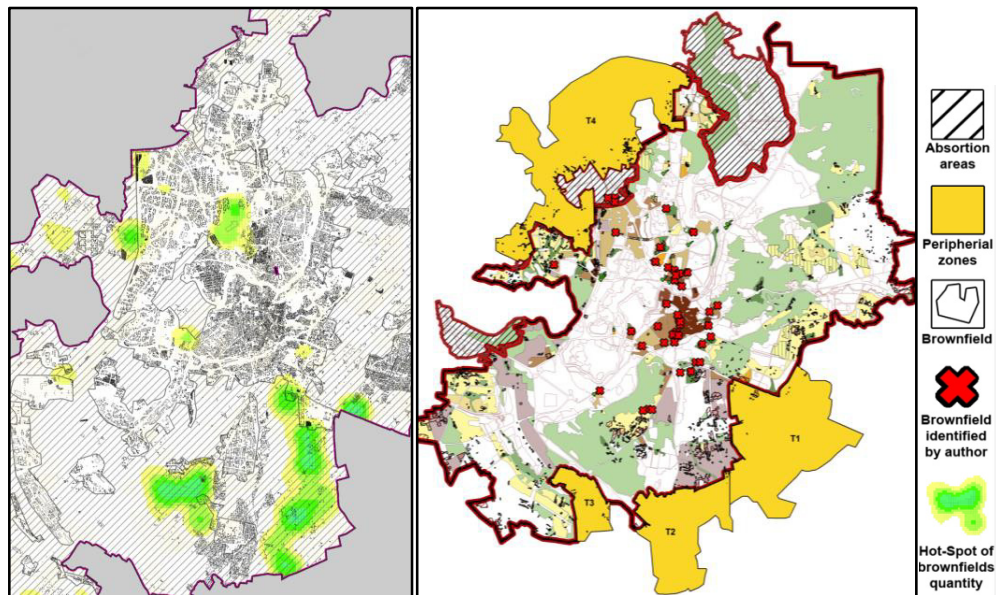 T4
T1
T3
T2
Absortion
areas
Peripherial
zones
Brownfield
Brownfield
identified
by author
Hot-Spot of
brownfields
quantity